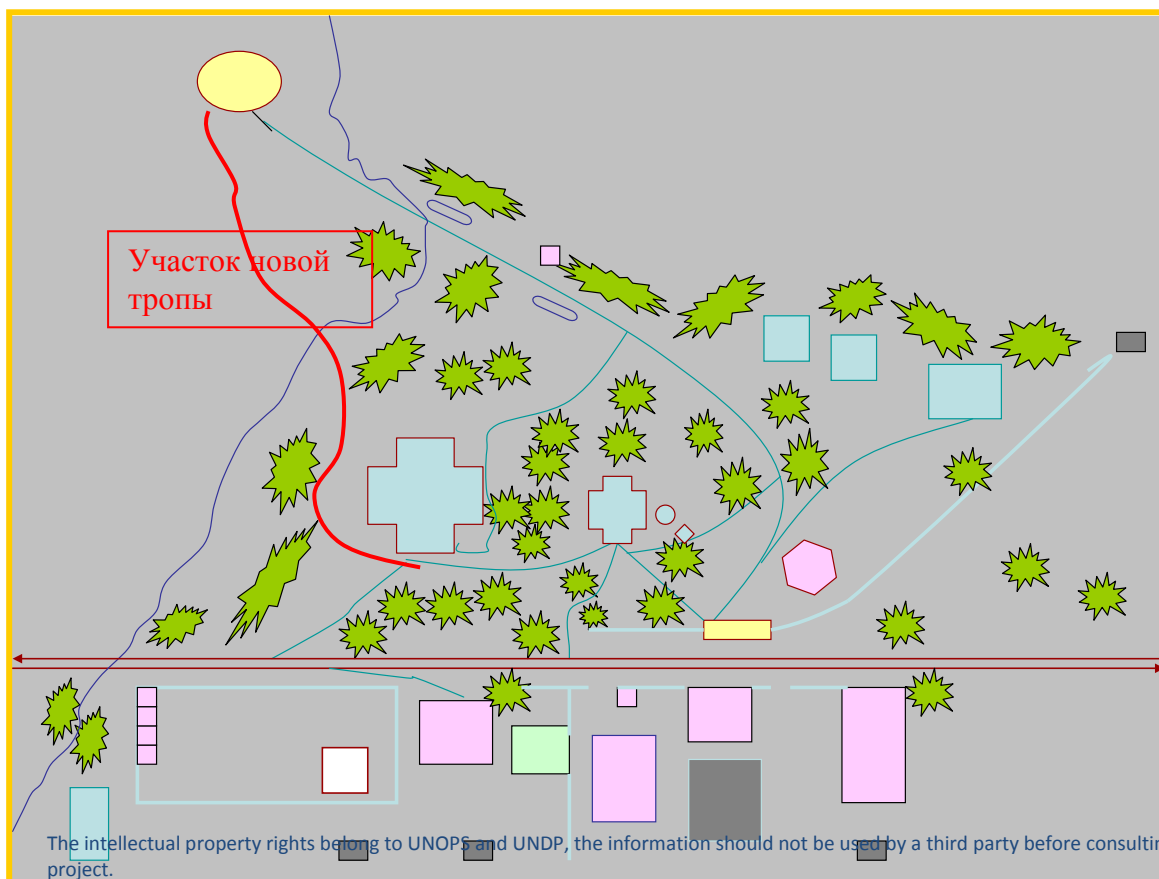 Участок новой
тропы
The intellectual property rights belong to UNOPS and UNDP, the information should not be used by a third party before consulting
project.